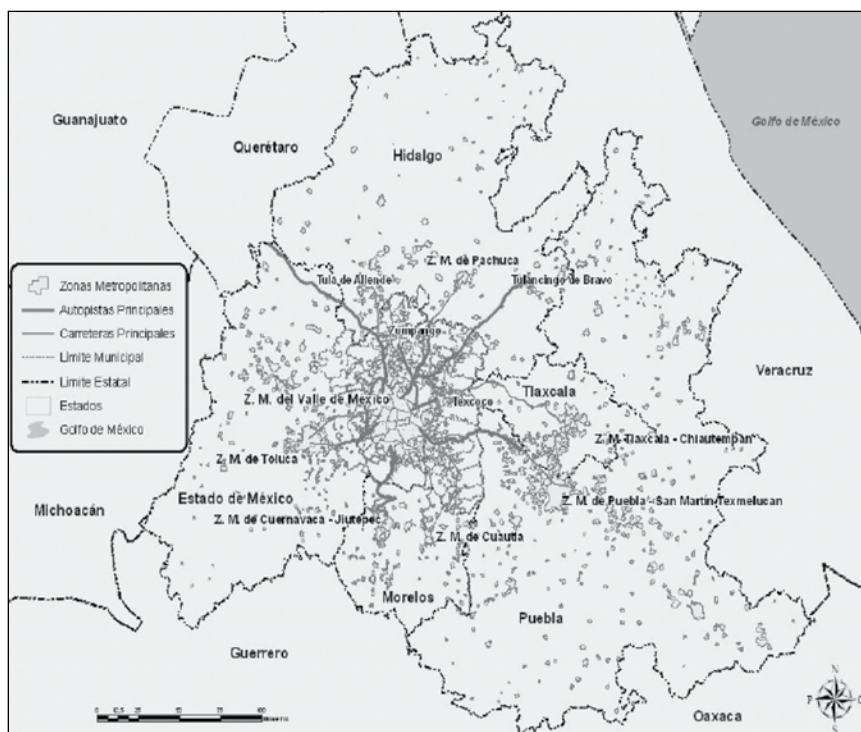 Guanajuato
Querétaro
Hidalgo
Golfo de México
Z. M. de Pachuca
Tula de Allende
Tulancingo de Bravo
Zumpango
Zonas Metropolitanas
Autopistas Principales
Carreteras Principales
Límite Municipal
Límite Estatal
Estados
Golfo de México
Veracruz
Tlaxcala
Texcoco
Z. M. del Valle de México
Z. M. Tlaxcala - Chiautempan
Z. M. de Toluca
Estado de México
Z. M. de Puebla -San Martín Texmelucan
Michoacán
Z. M. de Cuernavaca - Jiutepec
Z. M. de Cuautla
Morelos
Puebla
Guerrero
Oaxaca
N
S